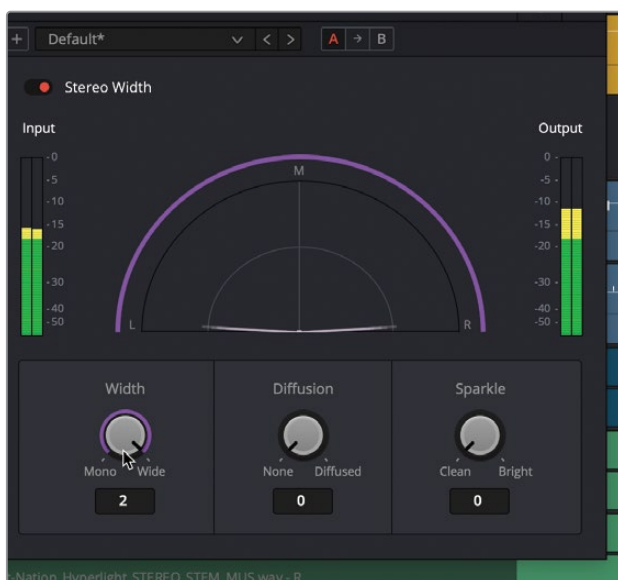 + Default* < > A → B
Stereo Width
Input Output
M
L R
-0 0 -
-5 -5 -
-10 -10 -
-15 -15 -
-20 -20 -
-30 -30 -
-40 -40 -
-50 -50 -
Width Diffusion Sparkle
Mono Wide None Diffused Clean Bright
2 0 0
Nation_Hyperlight_STEREO_STEM_MUS.wav - R